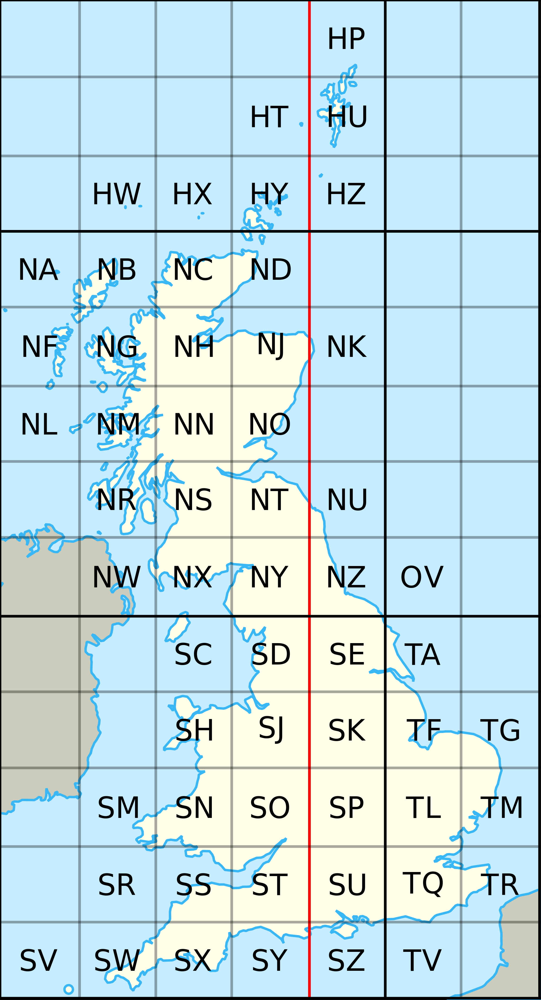 HP
HT HU
HW HX HY HZ
NA NB NC ND
NF NG NH NJ NK
NL NM NN NO
NR NS NT NU
NW NX NY NZ OV
SC SD SE TA
SH SJ SK TF TG
SM SN SO SP TL TM
SR SS ST SU TQ TR
SV SW SX SY SZ TV